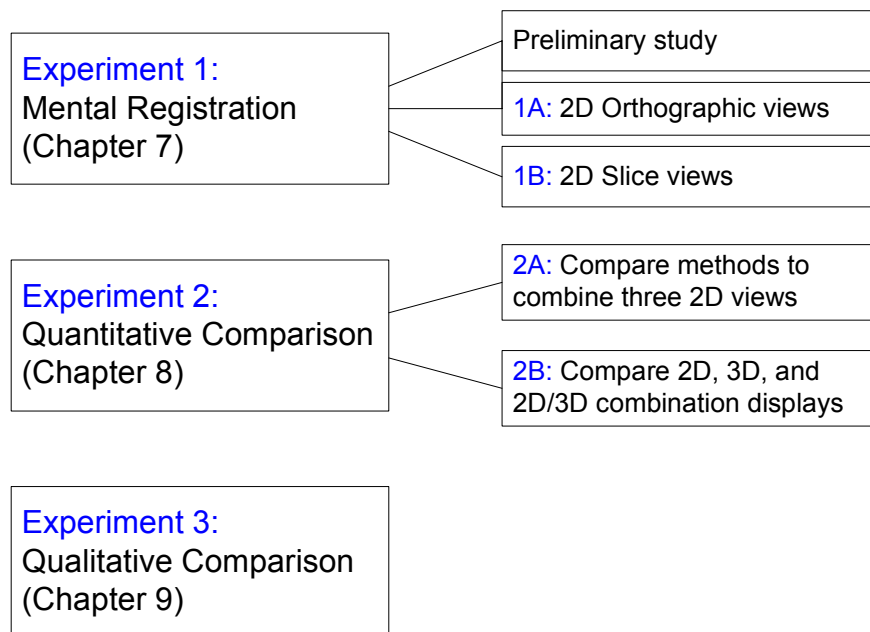 Experiment 1:
Mental Registration
(Chapter 7)
Preliminary study
1A: 2D Orthographic views
1B: 2D Slice views
Experiment 2:
Quantitative Comparison
(Chapter 8)
2A: Compare methods to
combine three 2D views
2B: Compare 2D, 3D, and
2D/3D combination displays
Experiment 3:
Qualitative Comparison
(Chapter 9)